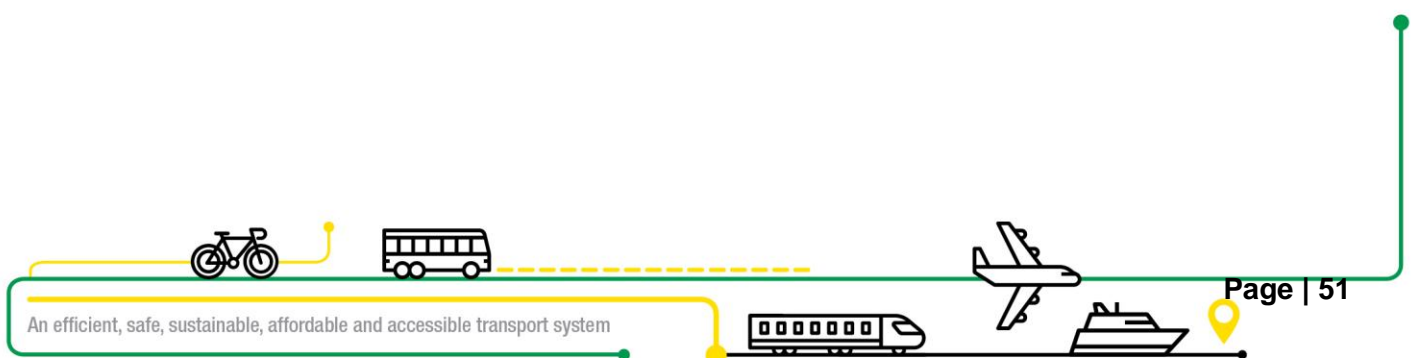 Page | 51
An efficient, safe, sustainable, affordable and accessible transport system